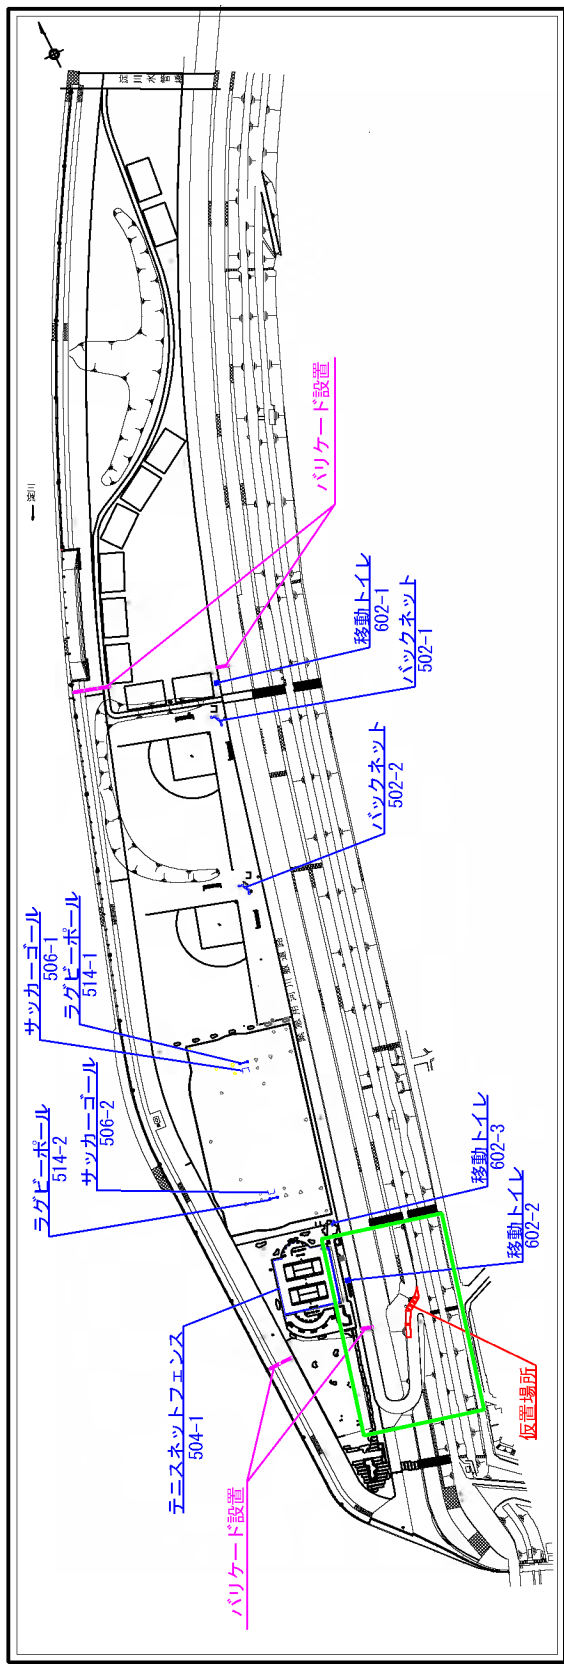 淀川水管橋
淀川
バリケード設置
移動トイレ
602-1
バックネット
502-1
バックネット
502-2
サッカーゴール
506-1
ラグビーポール
514-1
ラグビーポール
514-2
サッカーゴール
506-2
移動トイレ
602-3
移動トイレ
602-2
テニスネットフェンス
504-1
仮置場所
バリケード設置